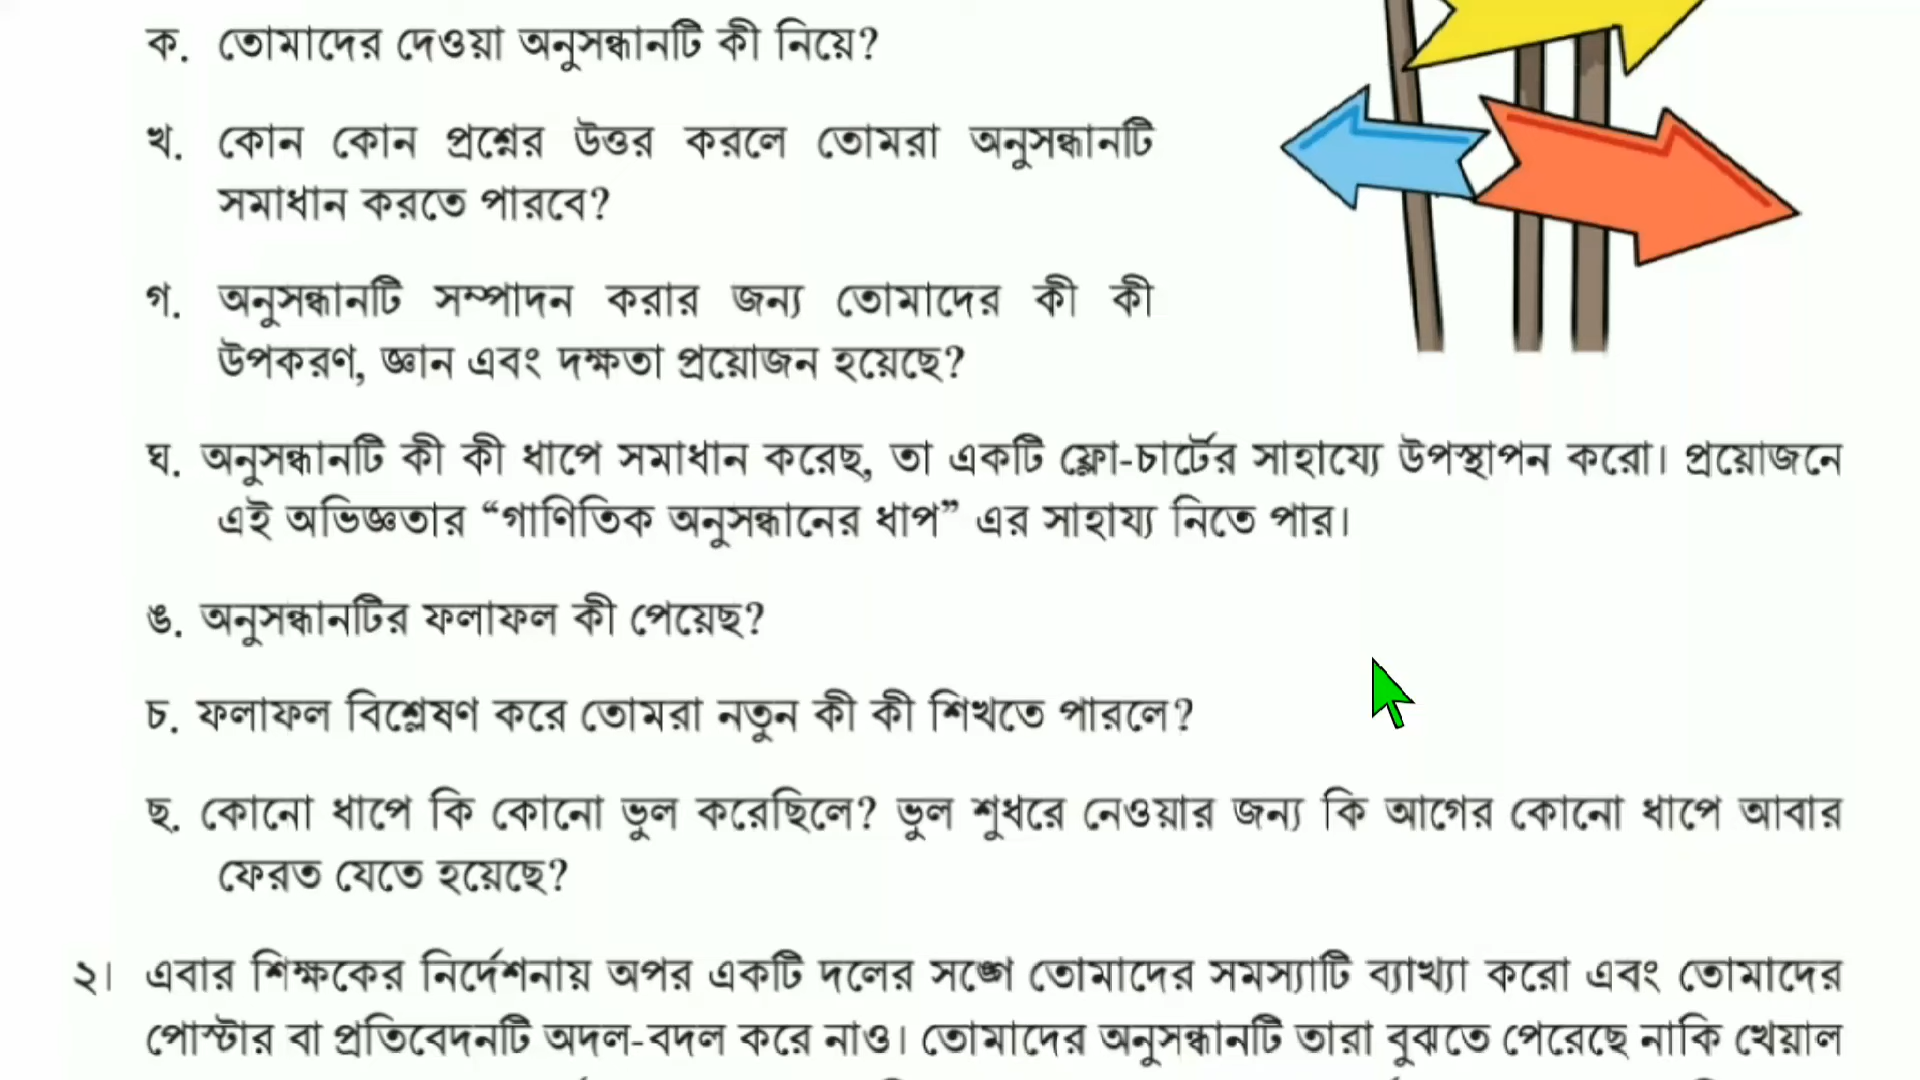 ক. তোমাদের দেওয়া অনুসন্ধানটি কী নিয়ে?
খ. কোন কোন প্রশ্নের উত্তর করলে তোমরা অনুসন্ধানটি
সমাধান করতে পারবে?
গ. অনুসন্ধানটি সম্পাদন করার জন্য তোমাদের কী কী
উপকরণ, জ্ঞান এবং দক্ষতা প্রয়োজন হয়েছে?
ঘ. অনুসন্ধানটি কী কী ধাপে সমাধান করেছ, তা একটি ফ্লো-চার্টের সাহায্যে উপস্থাপন করো। প্রয়োজনে
এই অভিজ্ঞতার “গাণিতিক অনুসন্ধানের ধাপ” এর সাহায্য নিতে পার।
ঙ. অনুসন্ধানটির ফলাফল কী পেয়েছ?
চ. ফলাফল বিশ্লেষণ করে তোমরা নতুন কী কী শিখতে পারলে?
ছ. কোনো ধাপে কি কোনো ভুল করেছিলে? ভুল শুধরে নেওয়ার জন্য কি আগের কোনো ধাপে আবার
ফেরত যেতে হয়েছে?
২। এবার শিক্ষকের নির্দেশনায় অপর একটি দলের সঙ্গে তোমাদের সমস্যাটি ব্যাখ্যা করো এবং তোমাদের
পোস্টার বা প্রতিবেদনটি অদল-বদল করে নাও। তোমাদের অনুসন্ধানটি তারা বুঝতে পেরেছে নাকি খেয়াল